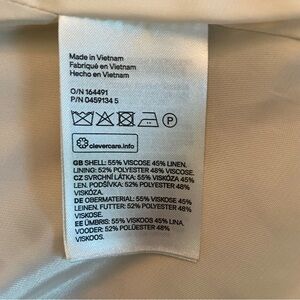 Made in Vietnam
Fabriqué en Vietnam
Hecho en Vietnam
O/N 164491
P/N 0459134 5
P
clevercare.info
GB SHELL: 55% VISCOSE 45% LINEN.
LINING: 52% POLYESTER 48% VISCOSE.
CZ SVRCHNÍ LÁTKA: 55% VISKÓZA 45%
LEN. PODŠÍVKA: 52% POLYESTER 48%
VISKÓZA.
DE OBERMATERIAL: 55% VISKOSE 45%
LEINEN. FUTTER: 52% POLYESTER 48%
VISKOSE.
EE ÜMBRIS: 55% VISKOOS 45% LINA.
VOODER: 52% POLÜESTER 48%
VISKOOS.